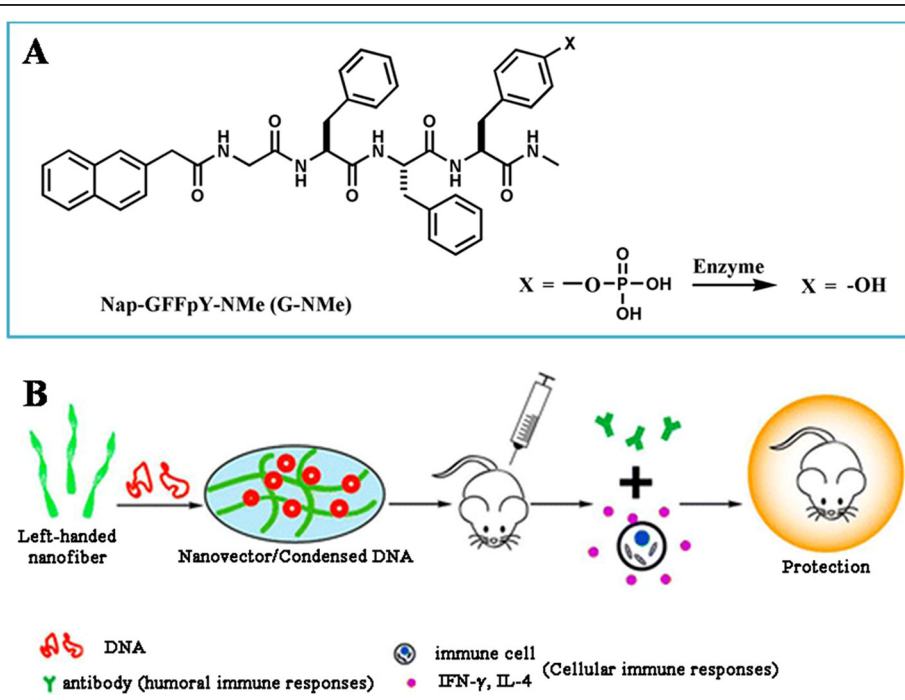 A
X
O
H
N
O
H
N
O
H
N
N
H
O
N
H
O
N
H
O
Nap-GFFpY-NMe (G-NMe)
O
X = —O–P–OH
OH
Enzyme
X = -OH
B
Left-handed
nanofiber
Nanovector/Condensed DNA
+
Protection
DNA
antibody (humoral immune responses)
immune cell
IFN-γ, IL-4
(Cellular immune responses)